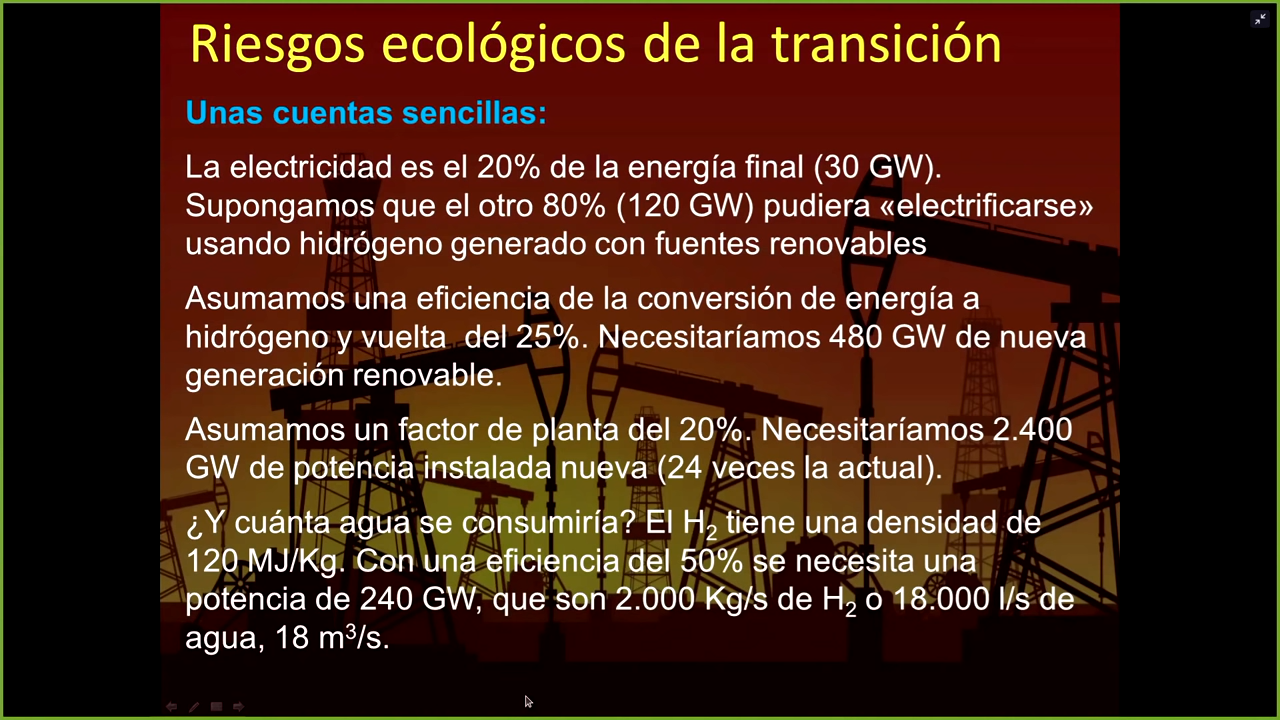 Riesgos ecológicos de la transición
Unas cuentas sencillas:
La electricidad es el 20% de la energía final (30 GW).
Supongamos que el otro 80% (120 GW) pudiera «electrificarse»
usando hidrógeno generado con fuentes renovables
Asumamos una eficiencia de la conversión de energía a
hidrógeno y vuelta  del 25%. Necesitaríamos 480 GW de nueva
generación renovable.
Asumamos un factor de planta del 20%. Necesitaríamos 2.400
GW de potencia instalada nueva (24 veces la actual).
¿Y cuánta agua se consumiría? El H₂ tiene una densidad de
120 MJ/Kg. Con una eficiencia del 50% se necesita una
potencia de 240 GW, que son 2.000 Kg/s de H₂ o 18.000 l/s de
agua, 18 m³/s.